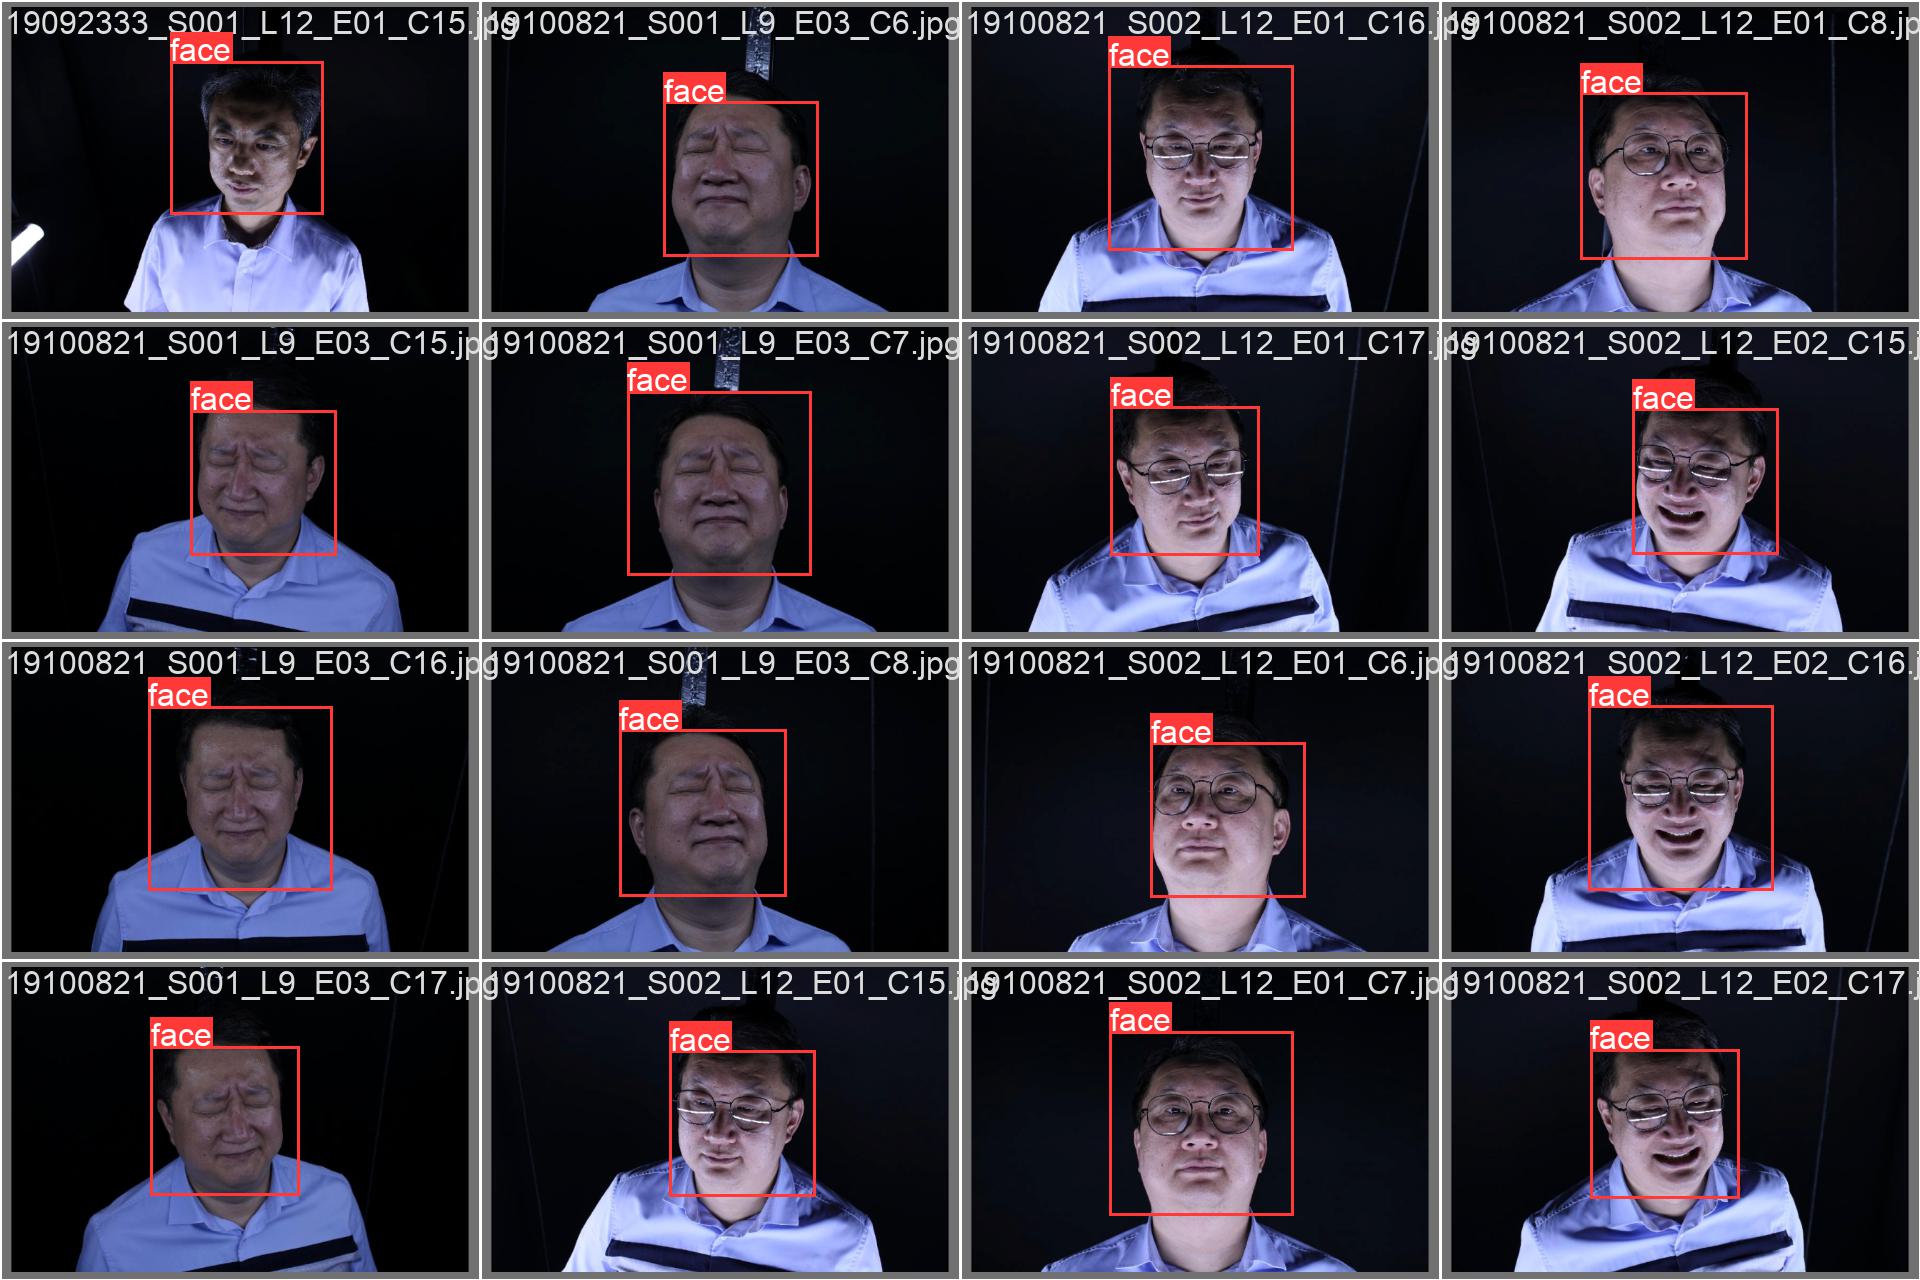 19092333_S001_L12_E01_C15.jpg
face
19100821_S001_L9_E03_C6.jpg
face
19100821_S002_L12_E01_C16.jpg
face
19100821_S002_L12_E01_C8.jp
face
19100821_S001_L9_E03_C15.jpg
face
19100821_S001_L9_E03_C7.jpg
face
19100821_S002_L12_E01_C17.jpg
face
19100821_S002_L12_E02_C15.j
face
19100821_S001_L9_E03_C16.jpg
face
19100821_S001_L9_E03_C8.jpg
face
19100821_S002_L12_E01_C6.jpg
face
19100821_S002_L12_E02_C16.j
face
19100821_S001_L9_E03_C17.jpg
face
19100821_S002_L12_E01_C15.jpg
face
19100821_S002_L12_E01_C7.jpg
face
19100821_S002_L12_E02_C17.j
face